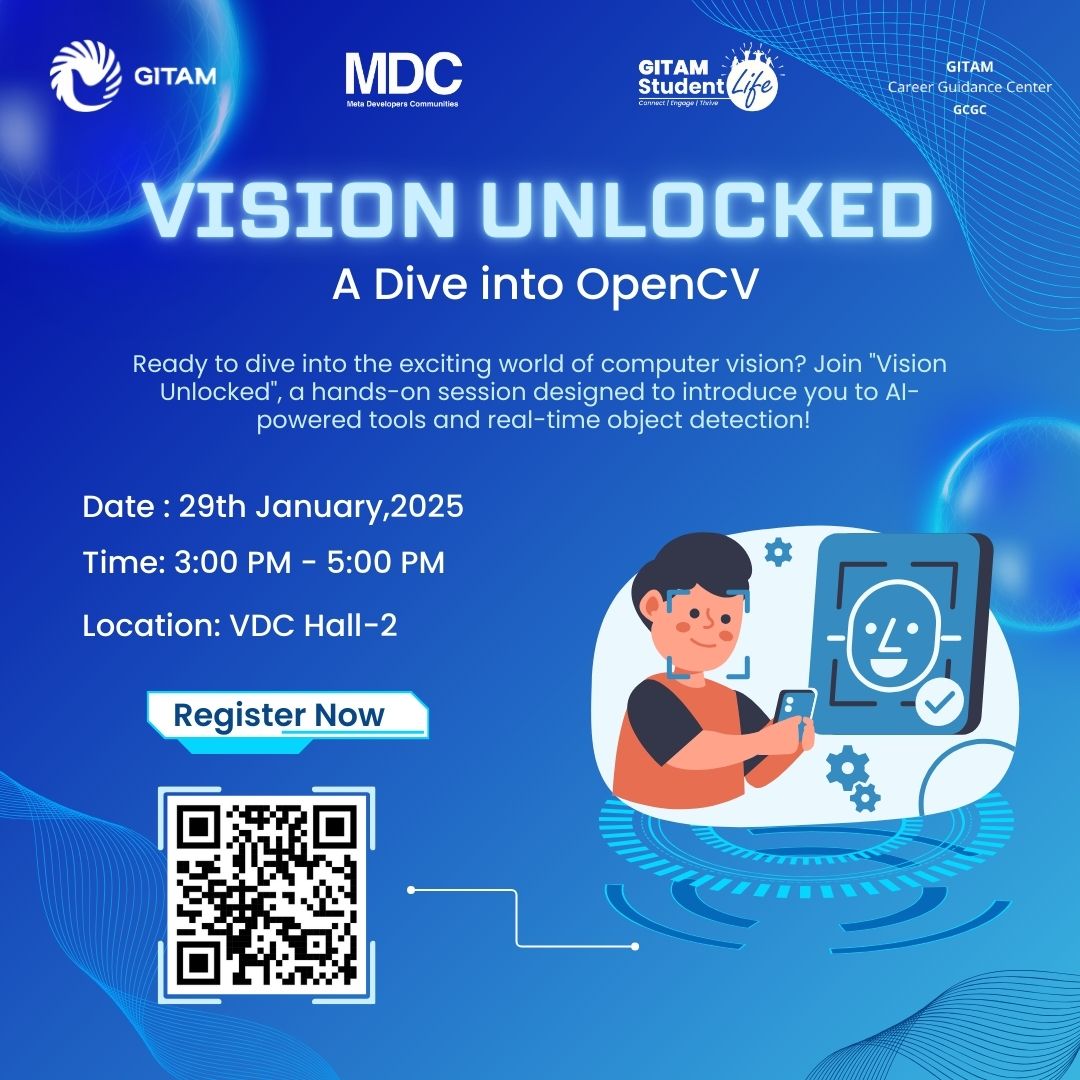 GITAM
MDC
Meta Developers Communities
GITAM
Student Life
Connect | Engage | Thrive
GITAM
Career Guidance Center
GCGC
VISION UNLOCKED
A Dive into OpenCV
Ready to dive into the exciting world of computer vision? Join "Vision
Unlocked", a hands-on session designed to introduce you to AI-
powered tools and real-time object detection!
Date : 29th January,2025
Time: 3:00 PM - 5:00 PM
Location: VDC Hall-2
Register Now